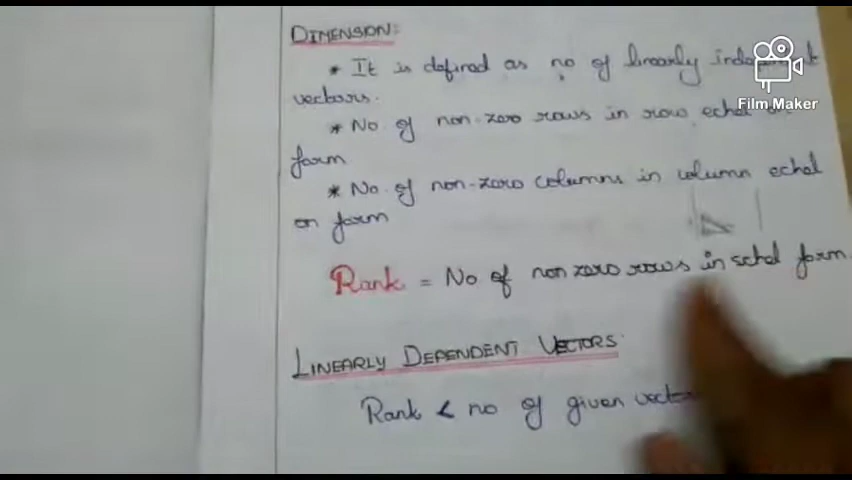 DIMENSION:
* It is defined as no of linearly
vectors.
* No of non-zero rows in row echel on
form
* No of non-zero columns in column echel
on form
Rank = No of non zero rows in echel form.
LINEARLY DEPENDENT VECTORS:
Rank < no of given
Film Maker